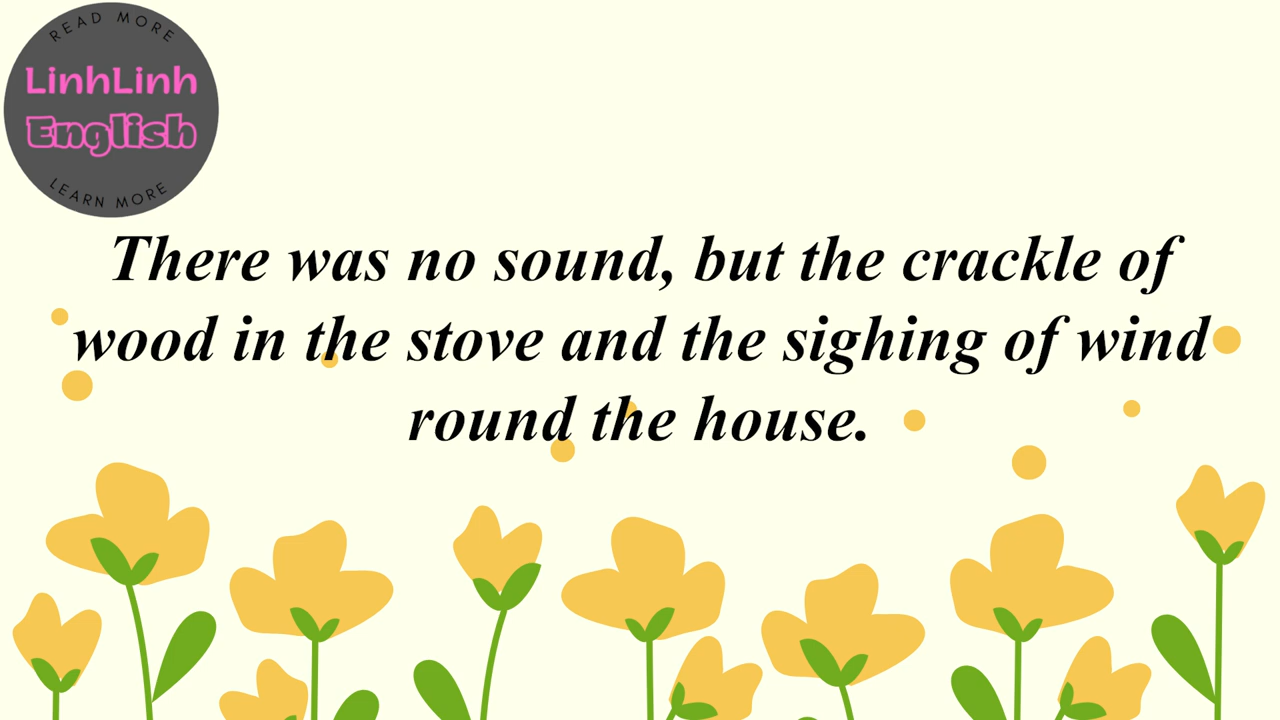 READ MORE
LinhLinh
English
LEARN MORE
There was no sound, but the crackle of
wood in the stove and the sighing of wind
round the house.